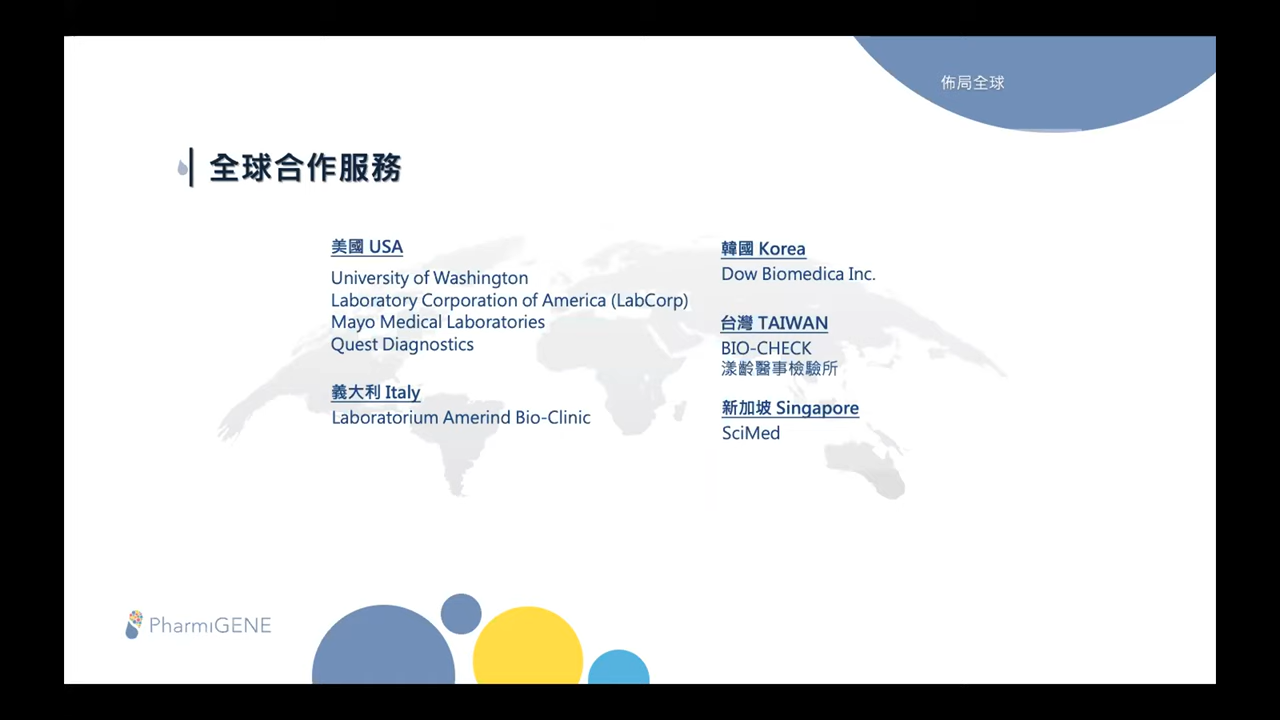 佈局全球
全球合作服務
美國 USA
University of Washington
Laboratory Corporation of America (LabCorp)
Mayo Medical Laboratories
Quest Diagnostics
義大利 Italy
Laboratorium Amerind Bio-Clinic
韓國 Korea
Dow Biomedica Inc.
台灣 TAIWAN
BIO-CHECK
漾齡醫事檢驗所
新加坡 Singapore
SciMed
PharmiGENE